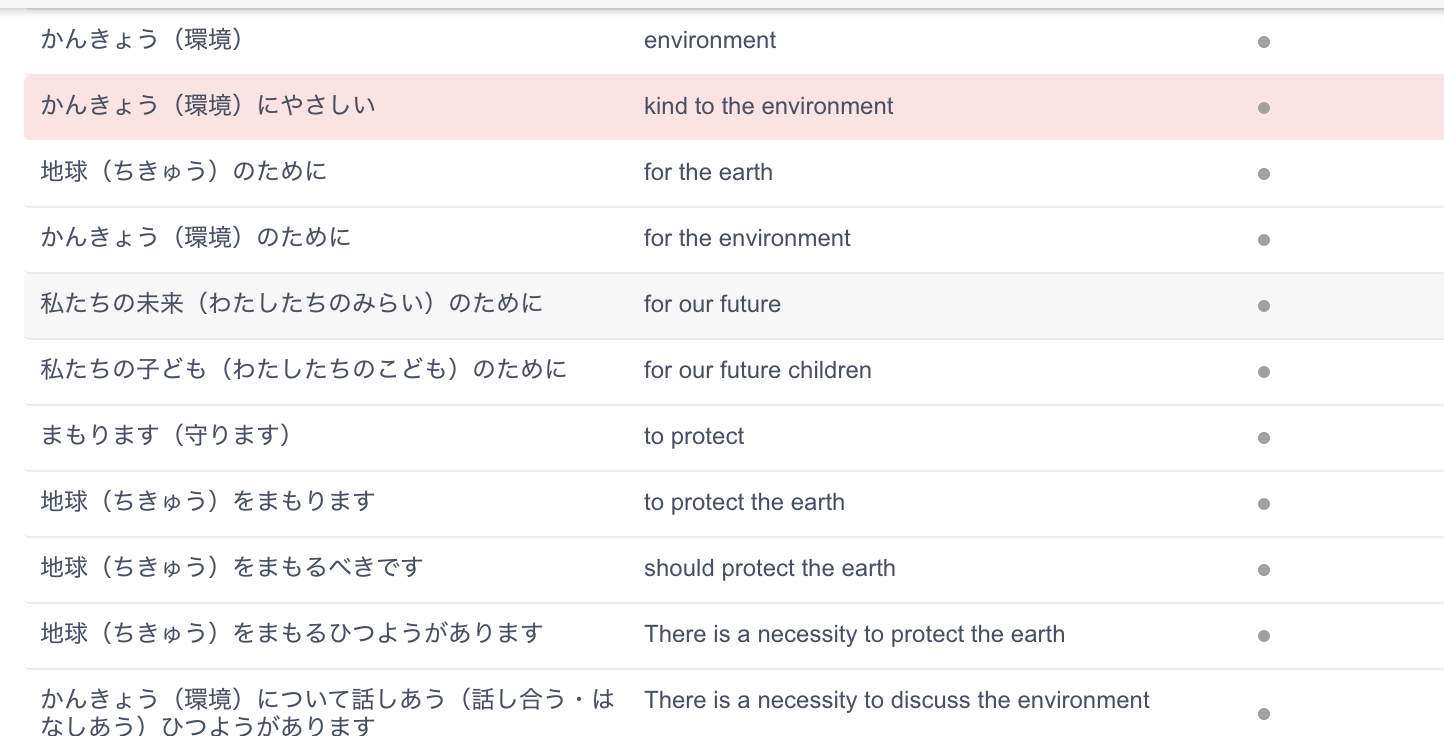 かんきょう（環境） environment
かんきょう（環境）にやさしい kind to the environment
地球（ちきゅう）のために for the earth
かんきょう（環境）のために for the environment
私たちの未来（わたしたちのみらい）のために for our future
私たちの子ども（わたしたちのこども）のために for our future children
まもります（守ります） to protect
地球（ちきゅう）をまもります to protect the earth
地球（ちきゅう）をまもるべきです should protect the earth
地球（ちきゅう）をまもるひつようがあります There is a necessity to protect the earth
かんきょう（環境）について話しあう（話し合う・は There is a necessity to discuss the environment
なしあう）ひつようがあります